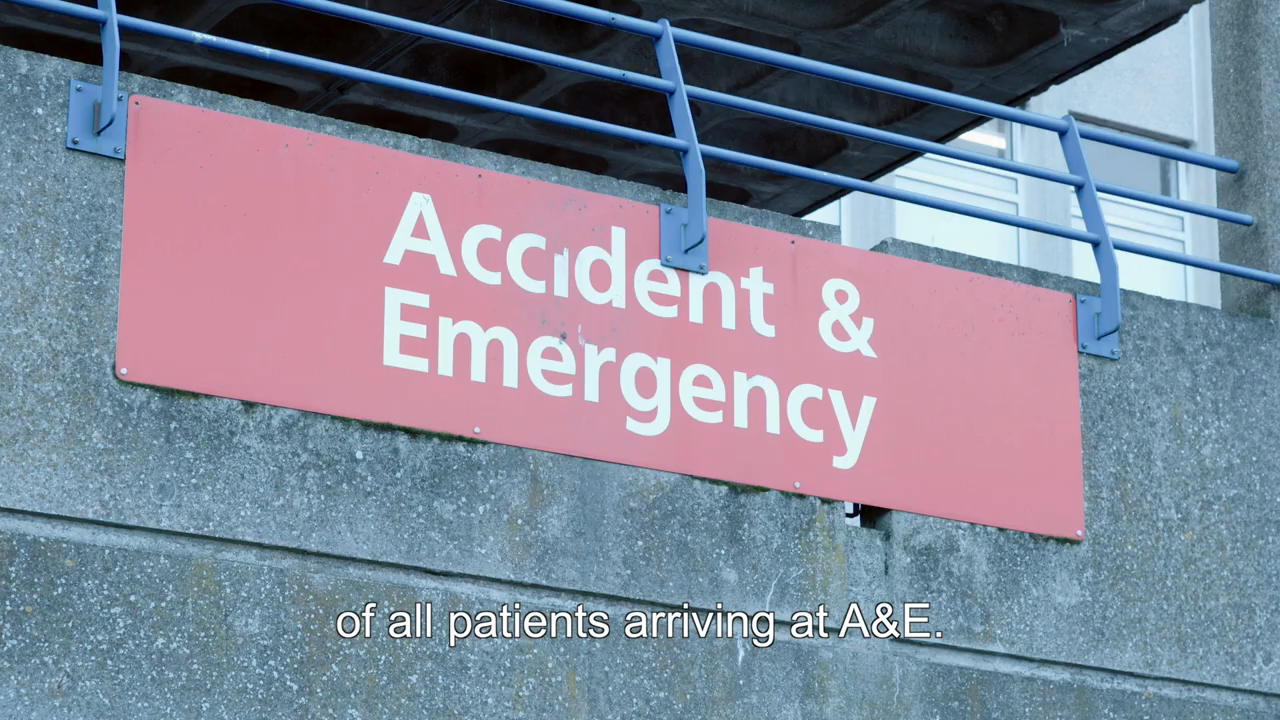 Accident &
Emergency
of all patients arriving at A&E.